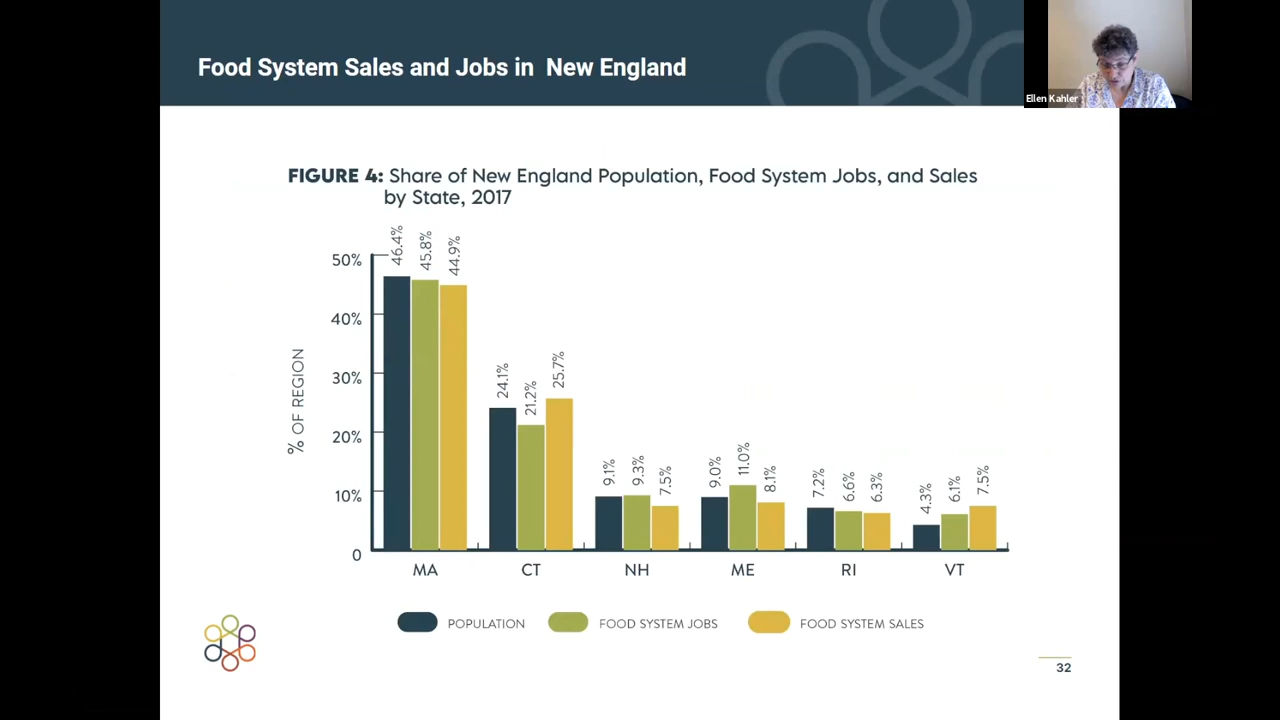 Food System Sales and Jobs in New England
Ellen Kahler
FIGURE 4: Share of New England Population, Food System Jobs, and Sales
by State, 2017
% OF REGION
50%
40%
30%
20%
10%
0
46.4%
45.8%
44.9%
24.1%
21.2%
25.7%
9.1%
9.3%
7.5%
9.0%
11.0%
8.1%
7.2%
6.6%
6.3%
4.3%
6.1%
7.5%
MA
CT
NH
ME
RI
VT
POPULATION
FOOD SYSTEM JOBS
FOOD SYSTEM SALES
32